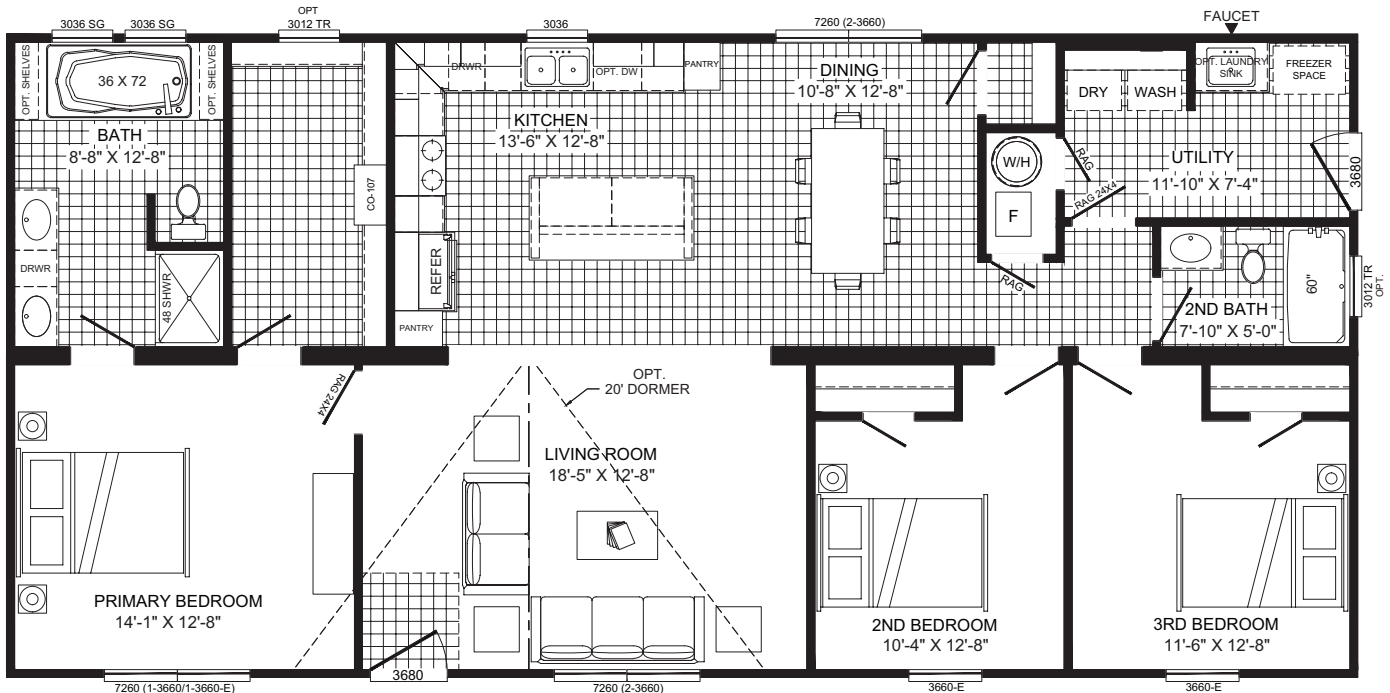 3036 SG
3036 SG
OPT
3012 TR
3036
7260 (2-3660)
FAUCET
OPT. SHELVES
36 X 72
OPT. SHELVES
BATH
8'-8" X 12'-8"
DRWR
48 SHWR
CO-107
DRWR
OPT. DW
PANTRY
KITCHEN
13'-6" X 12'-8"
REFER
PANTRY
DINING
10'-8" X 12'-8"
W/H
F
RAG
RAG
RAG 24X4
DRY
WASH
OPT. LAUNDRY
SINK
FREEZER
SPACE
UTILITY
11'-10" X 7'-4"
3680
2ND BATH
7'-10" X 5'-0"
60"
3012 TR
OPT.
RAG 24X4
OPT.
20' DORMER
LIVING ROOM
18'-5" X 12'-8"
PRIMARY BEDROOM
14'-1" X 12'-8"
2ND BEDROOM
10'-4" X 12'-8"
3RD BEDROOM
11'-6" X 12'-8"
7260 (1-3660/1-3660-E)
3680
7260 (2-3660)
3660-E
3660-E